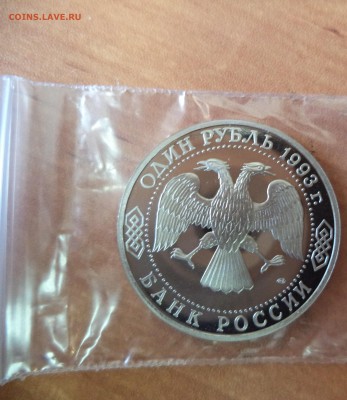 COINS.LAVE.RU
ОДИН РУБЛЬ 1993 г.
БАНК РОССИИ